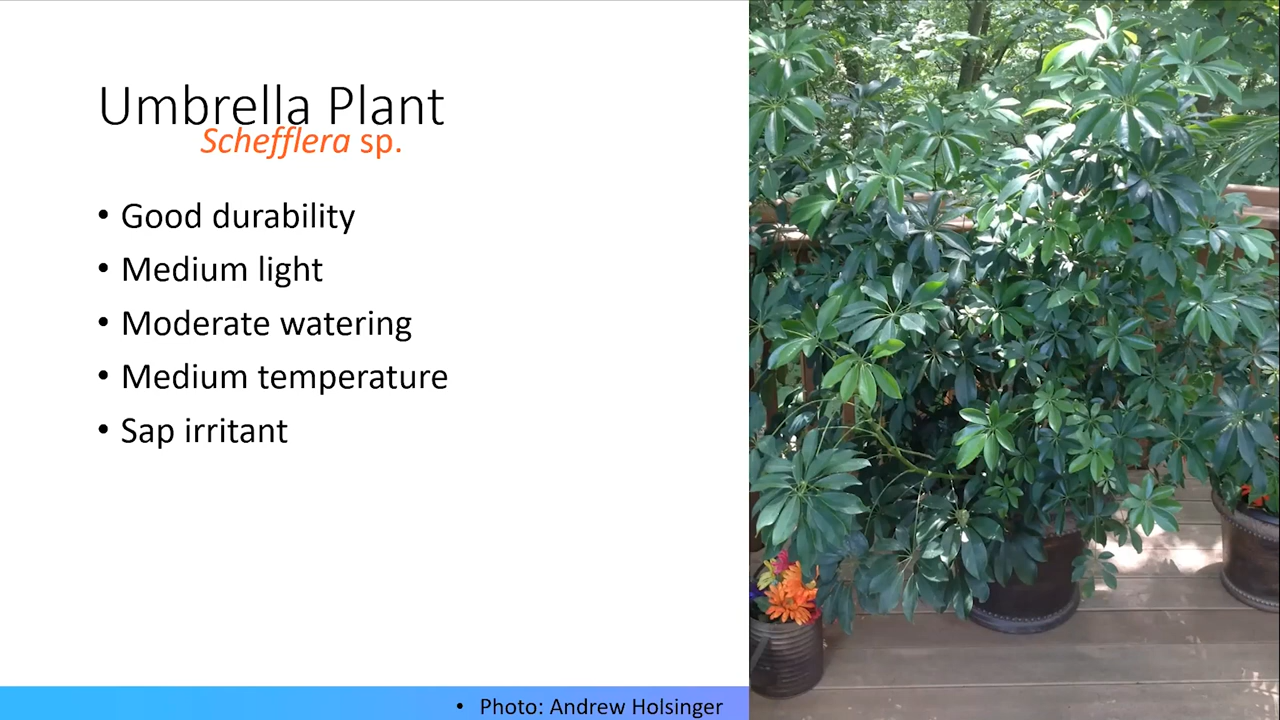 Umbrella Plant
Schefflera sp.
• Good durability
• Medium light
• Moderate watering
• Medium temperature
• Sap irritant
• Photo: Andrew Holsinger